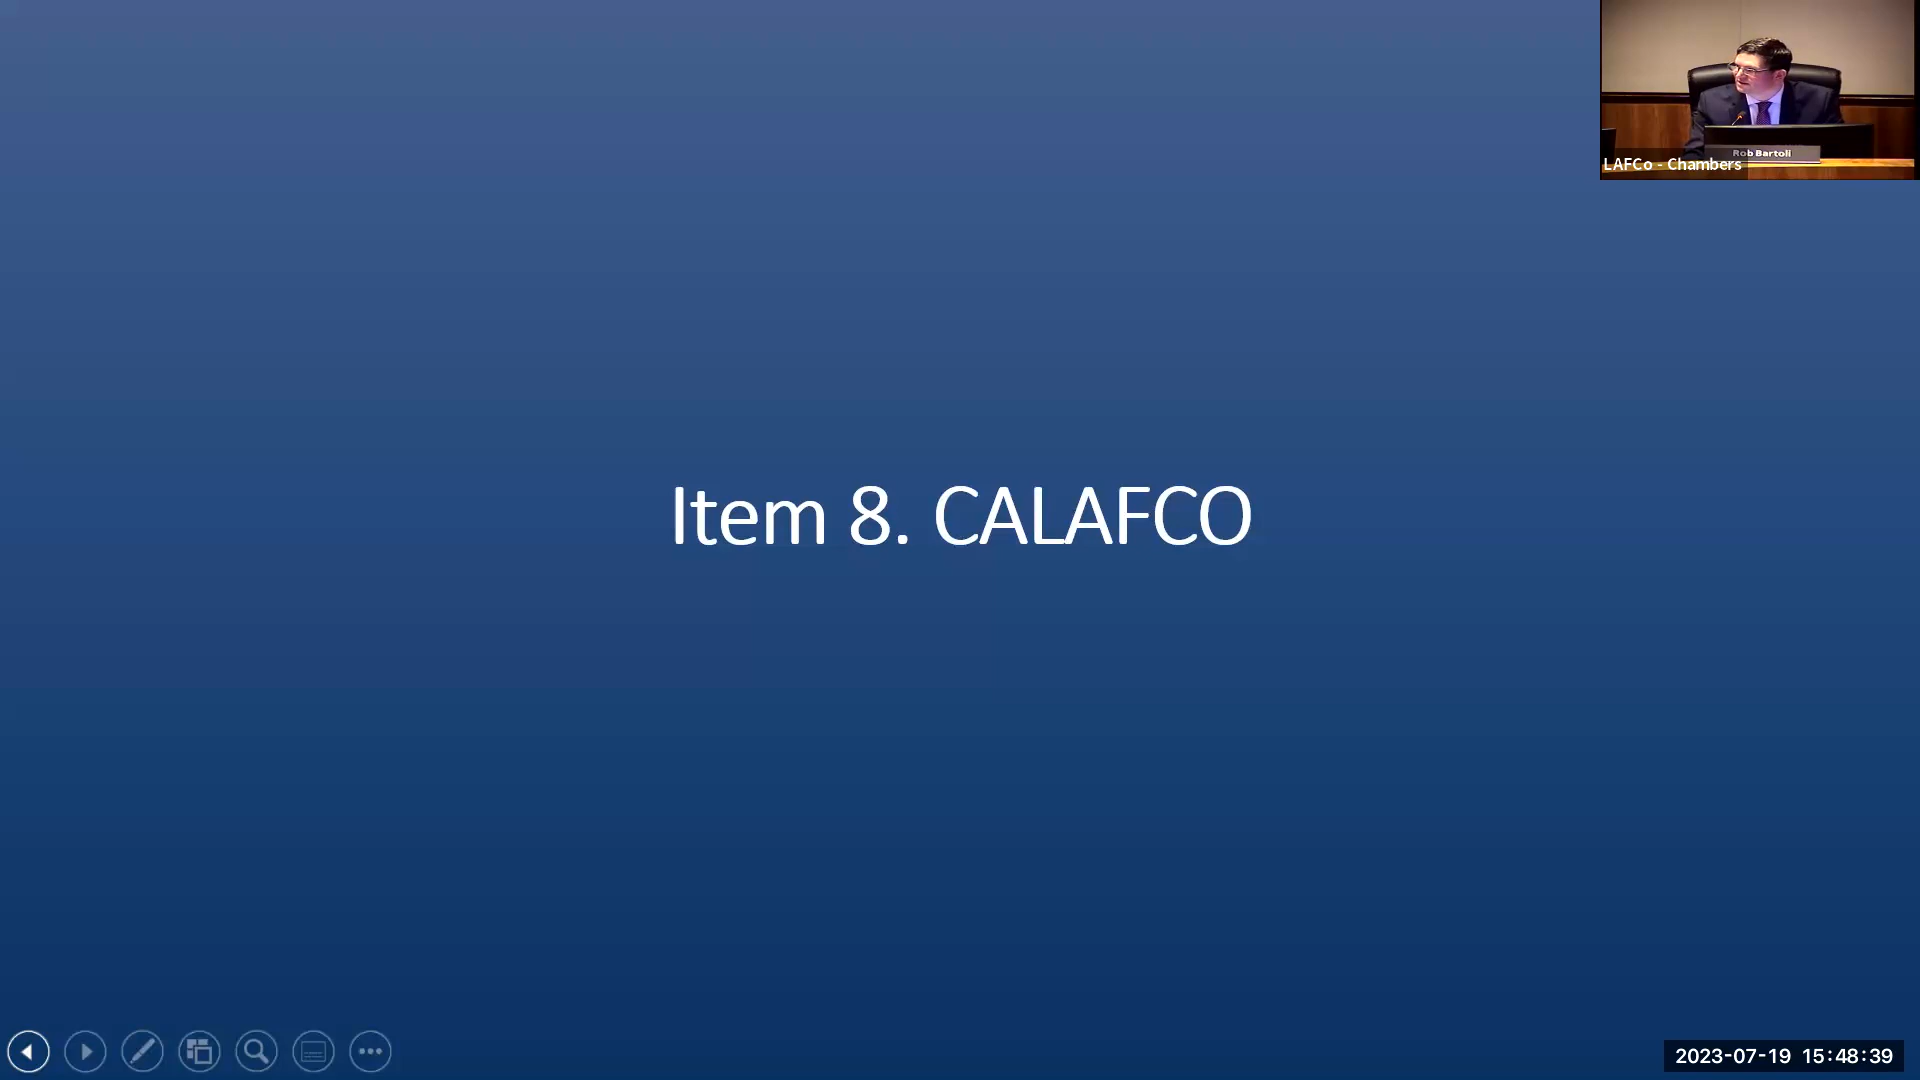 Rob Bartoli
LAFCo - Chambers
Item 8. CALAFCO
2023-07-19 15:48:39